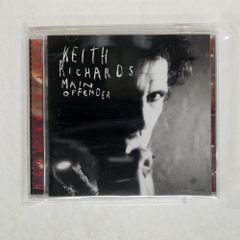 KEITH
RICHARDS
MAIN
OFFENDER